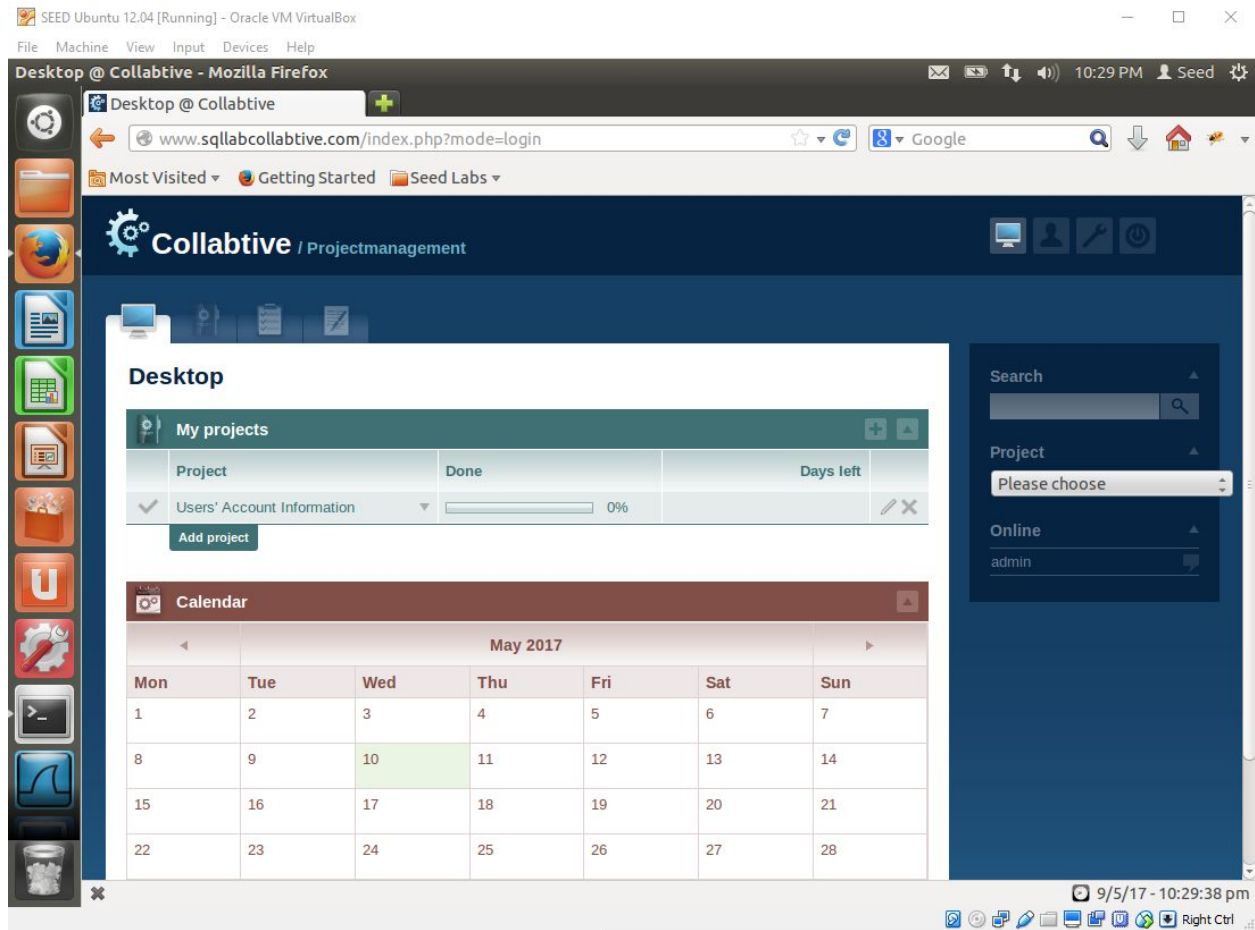 SEED Ubuntu 12.04 [Running] - Oracle VM VirtualBox
File Machine View Input Devices Help
Desktop @ Collabtive - Mozilla Firefox
10:29 PM Seed
Desktop @ Collabtive
www.sqllabcollabtive.com/index.php?mode=login
Google
Most Visited Getting Started Seed Labs
Collabtive / Projectmanagement
Desktop
My projects
Project Done Days left
Users' Account Information 0%
Add project
Calendar
May 2017
Mon Tue Wed Thu Fri Sat Sun
1 2 3 4 5 6 7
8 9 10 11 12 13 14
15 16 17 18 19 20 21
22 23 24 25 26 27 28
Search
Project
Please choose
Online
admin
9/5/17 - 10:29:38 pm
Right Ctrl